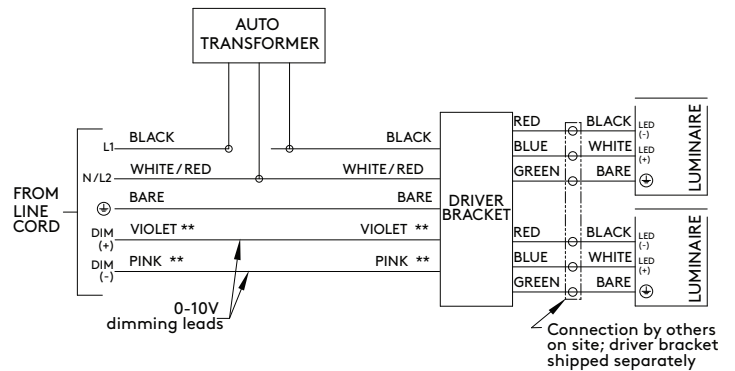 AUTO
TRANSFORMER
L1 BLACK BLACK
N/L2 WHITE/RED WHITE/RED
BARE BARE
DIM
(+)
VIOLET ** VIOLET **
DIM
(-)
PINK ** PINK **
FROM
LINE
CORD
0-10V
dimming leads
DRIVER
BRACKET
RED BLACK LED
(-)
BLUE WHITE LED
(+)
GREEN BARE
LUMINAIRE
RED BLACK LED
(-)
BLUE WHITE LED
(+)
GREEN BARE
LUMINAIRE
Connection by others
on site; driver bracket
shipped separately